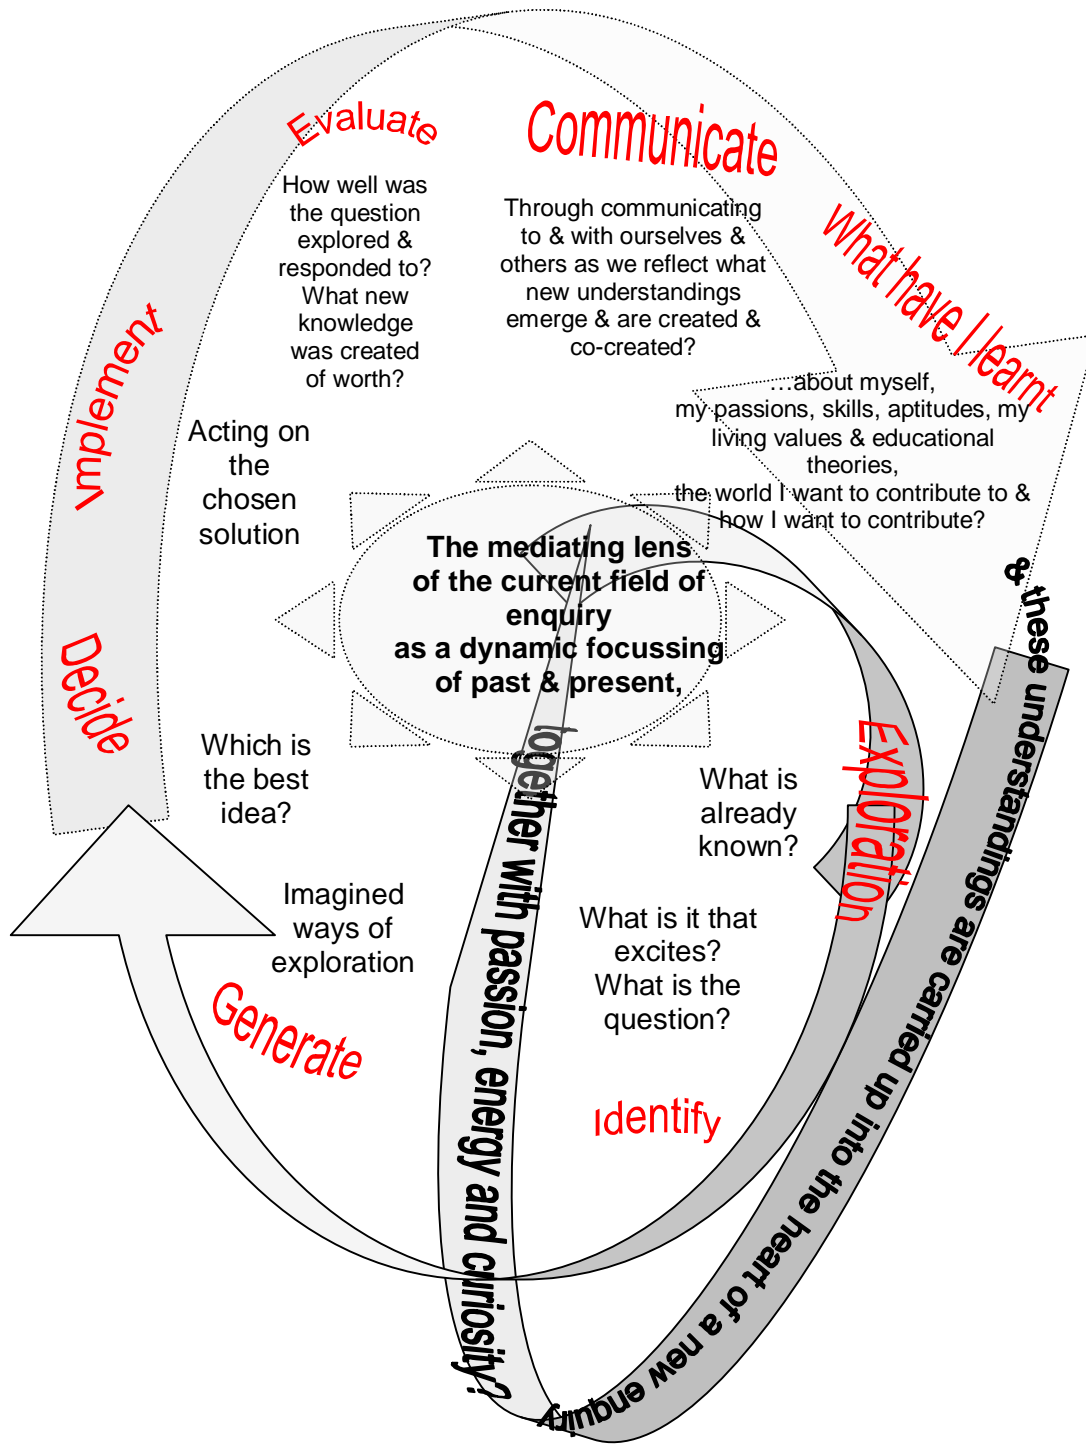 Evaluate
How well was
the question
explored &
responded to?
What new
knowledge
was created
of worth?
Communicate
Through communicating
to & with ourselves &
others as we reflect what
new understandings
emerge & are created &
co-created?
What have I learnt
…about myself,
my passions, skills, aptitudes, my
living values & educational
theories,
the world I want to contribute to &
how I want to contribute?
& these understandings are carried up into the heart of a new enquiry
Implement
Acting on
the
chosen
solution
The mediating lens
of the current field of
enquiry
as a dynamic focussing
of past & present,
together with passion, energy and curiosity?
Decide
Which is
the best
idea?
Exploration
What is
already
known?
Imagined
ways of
exploration
Generate
What is it that
excites?
What is the
question?
Identify